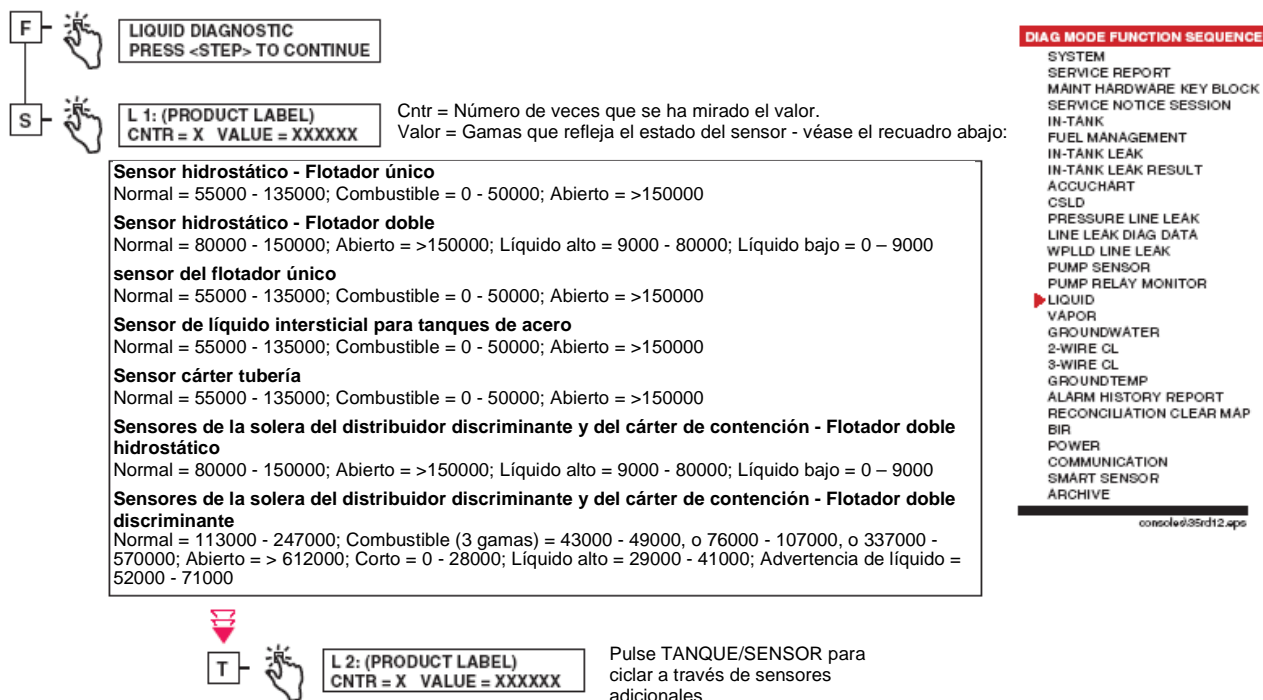 F
LIQUID DIAGNOSTIC
PRESS <STEP> TO CONTINUE
S
L 1: (PRODUCT LABEL)
CNTR = X VALUE = XXXXXX
Cntr = Número de veces que se ha mirado el valor.
Valor = Gamas que refleja el estado del sensor - véase el recuadro abajo:
Sensor hidrostático - Flotador único
Normal = 55000 - 135000; Combustible = 0 - 50000; Abierto = >150000
Sensor hidrostático - Flotador doble
Normal = 80000 - 150000; Abierto = >150000; Líquido alto = 9000 - 80000; Líquido bajo = 0 – 9000
sensor del flotador único
Normal = 55000 - 135000; Combustible = 0 - 50000; Abierto = >150000
Sensor de líquido intersticial para tanques de acero
Normal = 55000 - 135000; Combustible = 0 - 50000; Abierto = >150000
Sensor cárter tubería
Normal = 55000 - 135000; Combustible = 0 - 50000; Abierto = >150000
Sensores de la solera del distribuidor discriminante y del cárter de contención - Flotador doble
hidrostático
Normal = 80000 - 150000; Abierto = >150000; Líquido alto = 9000 - 80000; Líquido bajo = 0 – 9000
Sensores de la solera del distribuidor discriminante y del cárter de contención - Flotador doble
discriminante
Normal = 113000 - 247000; Combustible (3 gamas) = 43000 - 49000, o 76000 - 107000, o 337000 -
570000; Abierto = > 612000; Corto = 0 - 28000; Líquido alto = 29000 - 41000; Advertencia de líquido =
52000 - 71000
T
L 2: (PRODUCT LABEL)
CNTR = X VALUE = XXXXXX
Pulse TANQUE/SENSOR para
ciclar a través de sensores
adicionales
DIAG MODE FUNCTION SEQUENCE
SYSTEM
SERVICE REPORT
MAINT HARDWARE KEY BLOCK
SERVICE NOTICE SESSION
IN-TANK
FUEL MANAGEMENT
IN-TANK LEAK
IN-TANK LEAK RESULT
ACCUCHART
CSLD
PRESSURE LINE LEAK
LINE LEAK DIAG DATA
WPLLD LINE LEAK
PUMP SENSOR
PUMP RELAY MONITOR
LIQUID
VAPOR
GROUNDWATER
2-WIRE CL
3-WIRE CL
GROUNDTEMP
ALARM HISTORY REPORT
RECONCILIATION CLEAR MAP
BIR
POWER
COMMUNICATION
SMART SENSOR
ARCHIVE
consoles\35rd12.eps